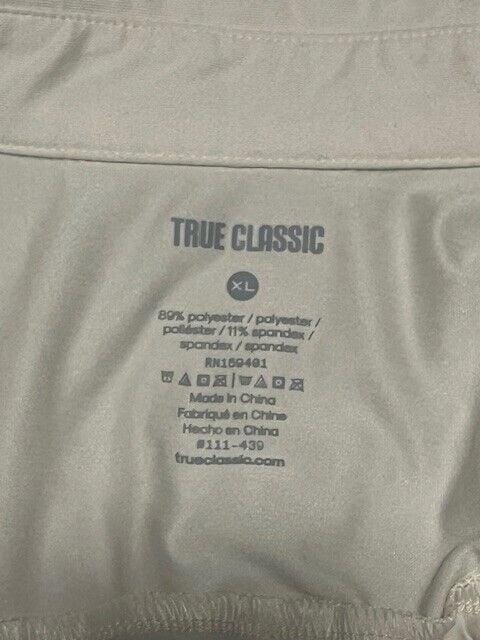 TRUE CLASSIC
XL
89% polyester / polyester /
poliéster / 11% spandex /
spandex / spandex
RN169401
Made in China
Fabriqué en Chine
Hecho en China
#111-439
trueclassic.com